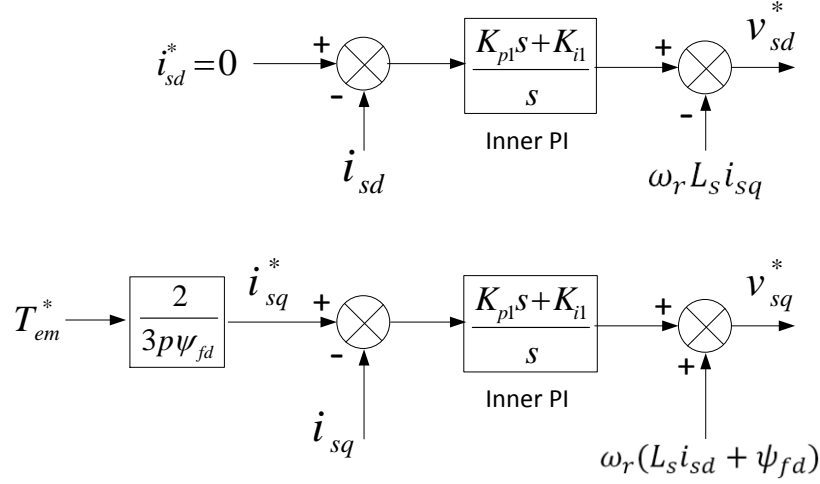 i*sd=0 + - Kp1s+Ki1 / s + - v*sd
Inner PI
isd
ωrLsisq
T*em 2 / 3pψfd i*sq + - Kp1s+Ki1 / s + + v*sq
Inner PI
isq
ωr(Lsisd + ψfd)